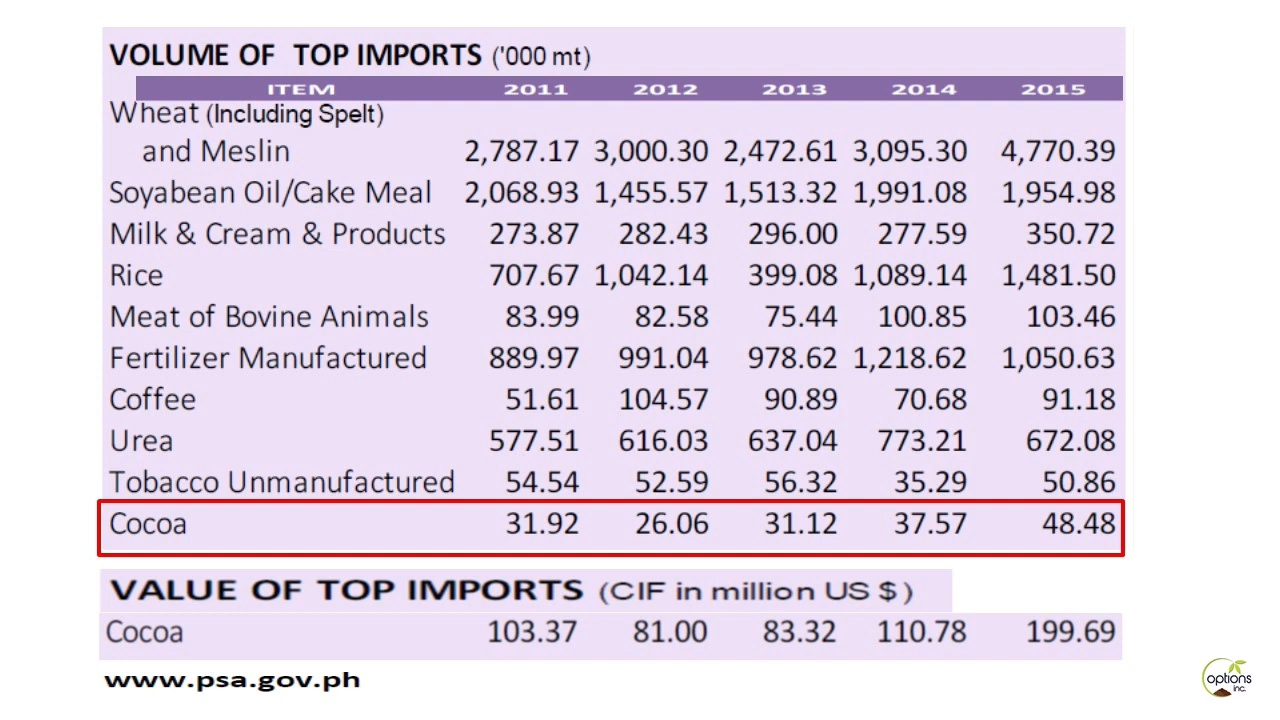 VOLUME OF TOP IMPORTS ('000 mt)
ITEM 2011 2012 2013 2014 2015
Wheat (Including Spelt)
and Meslin 2,787.17 3,000.30 2,472.61 3,095.30 4,770.39
Soyabean Oil/Cake Meal 2,068.93 1,455.57 1,513.32 1,991.08 1,954.98
Milk & Cream & Products 273.87 282.43 296.00 277.59 350.72
Rice 707.67 1,042.14 399.08 1,089.14 1,481.50
Meat of Bovine Animals 83.99 82.58 75.44 100.85 103.46
Fertilizer Manufactured 889.97 991.04 978.62 1,218.62 1,050.63
Coffee 51.61 104.57 90.89 70.68 91.18
Urea 577.51 616.03 637.04 773.21 672.08
Tobacco Unmanufactured 54.54 52.59 56.32 35.29 50.86
Cocoa 31.92 26.06 31.12 37.57 48.48
VALUE OF TOP IMPORTS (CIF in million US $)
Cocoa 103.37 81.00 83.32 110.78 199.69
www.psa.gov.ph
options
inc.